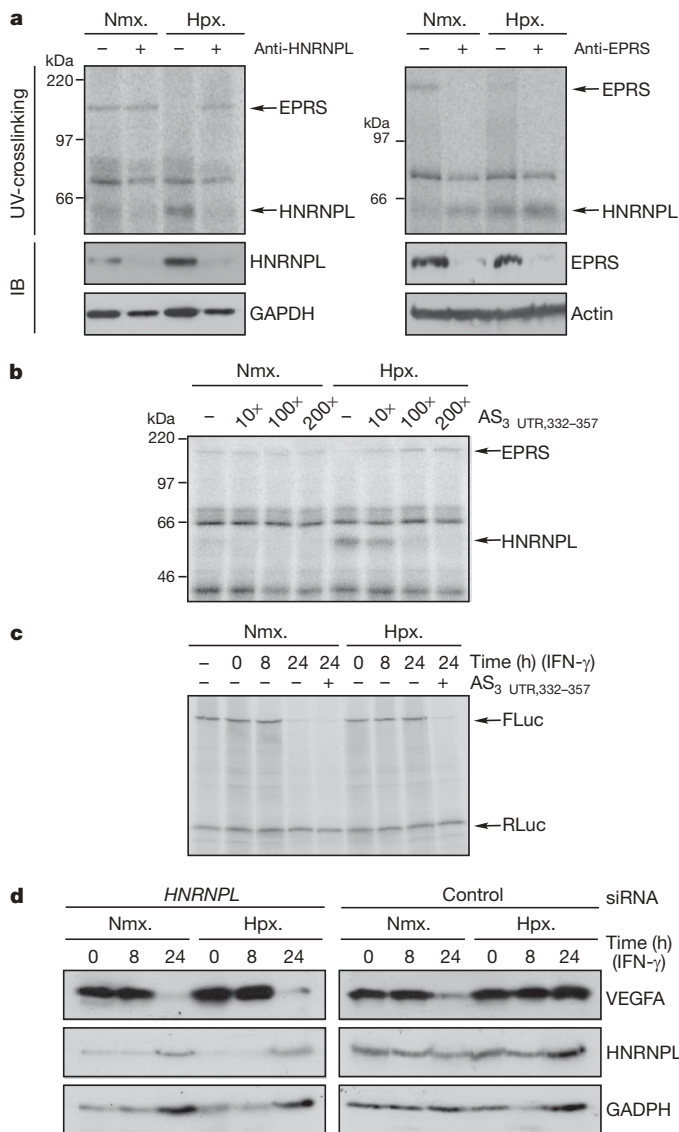 a
Nmx. Hpx. Nmx. Hpx.
– + – + Anti-HNRNPL – + – + Anti-EPRS
kDa
220
EPRS
97
66
HNRNPL
UV-crosslinking
EPRS
kDa
97
66
HNRNPL
IB
HNRNPL
GAPDH
EPRS
Actin
b
Nmx. Hpx.
kDa – 10× 100× 200× – 10× 100× 200× AS3 UTR,332–357
220
EPRS
97
66
HNRNPL
46
c
Nmx. Hpx.
– 0 8 24 24 0 8 24 24 Time (h) (IFN-γ)
– – – – + – – – + AS3 UTR,332–357
FLuc
RLuc
d
HNRNPL Control siRNA
Nmx. Hpx. Nmx. Hpx. Time (h)
0 8 24 0 8 24 0 8 24 0 8 24 (IFN-γ)
VEGFA
HNRNPL
GADPH